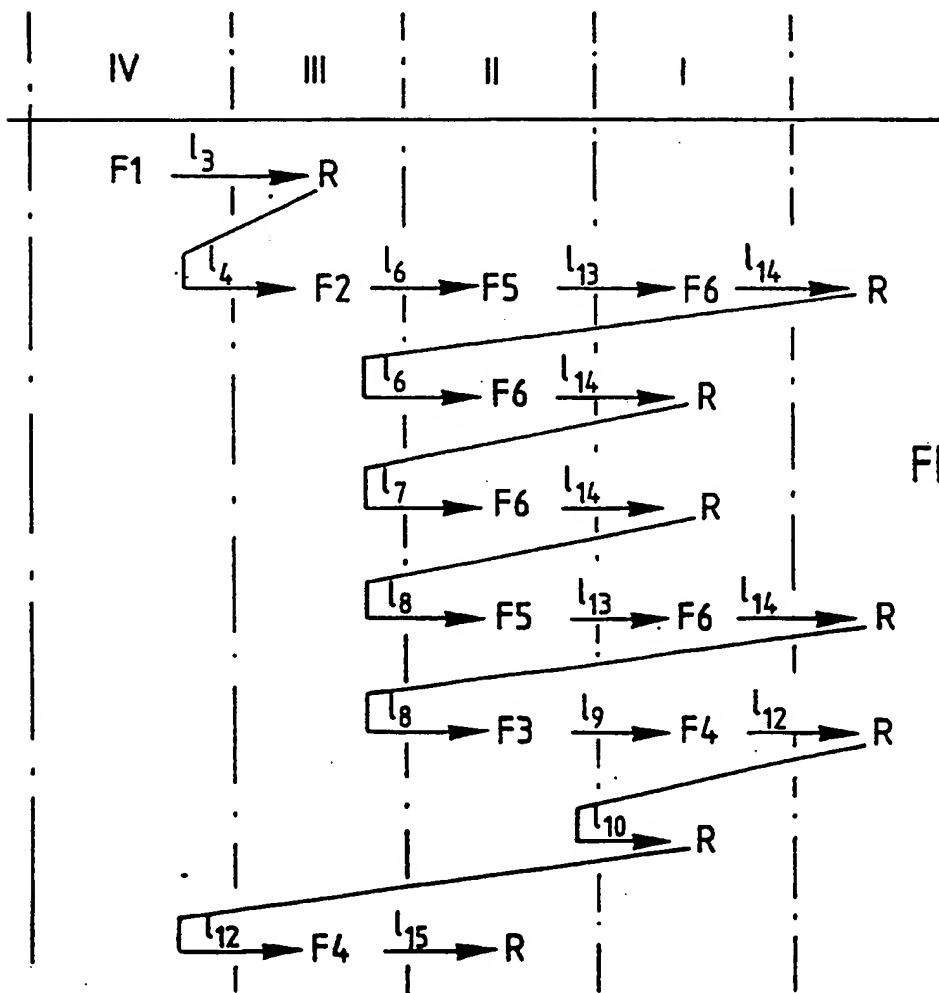 IV III II I
F1 l3 R
l4 F2 l6 F5 l13 F6 l14 R
l6 F6 l14 R
FI
l7 F6 l14 R
l8 F5 l13 F6 l14 R
l8 F3 l9 F4 l12 R
l10 R
l12 F4 l15 R